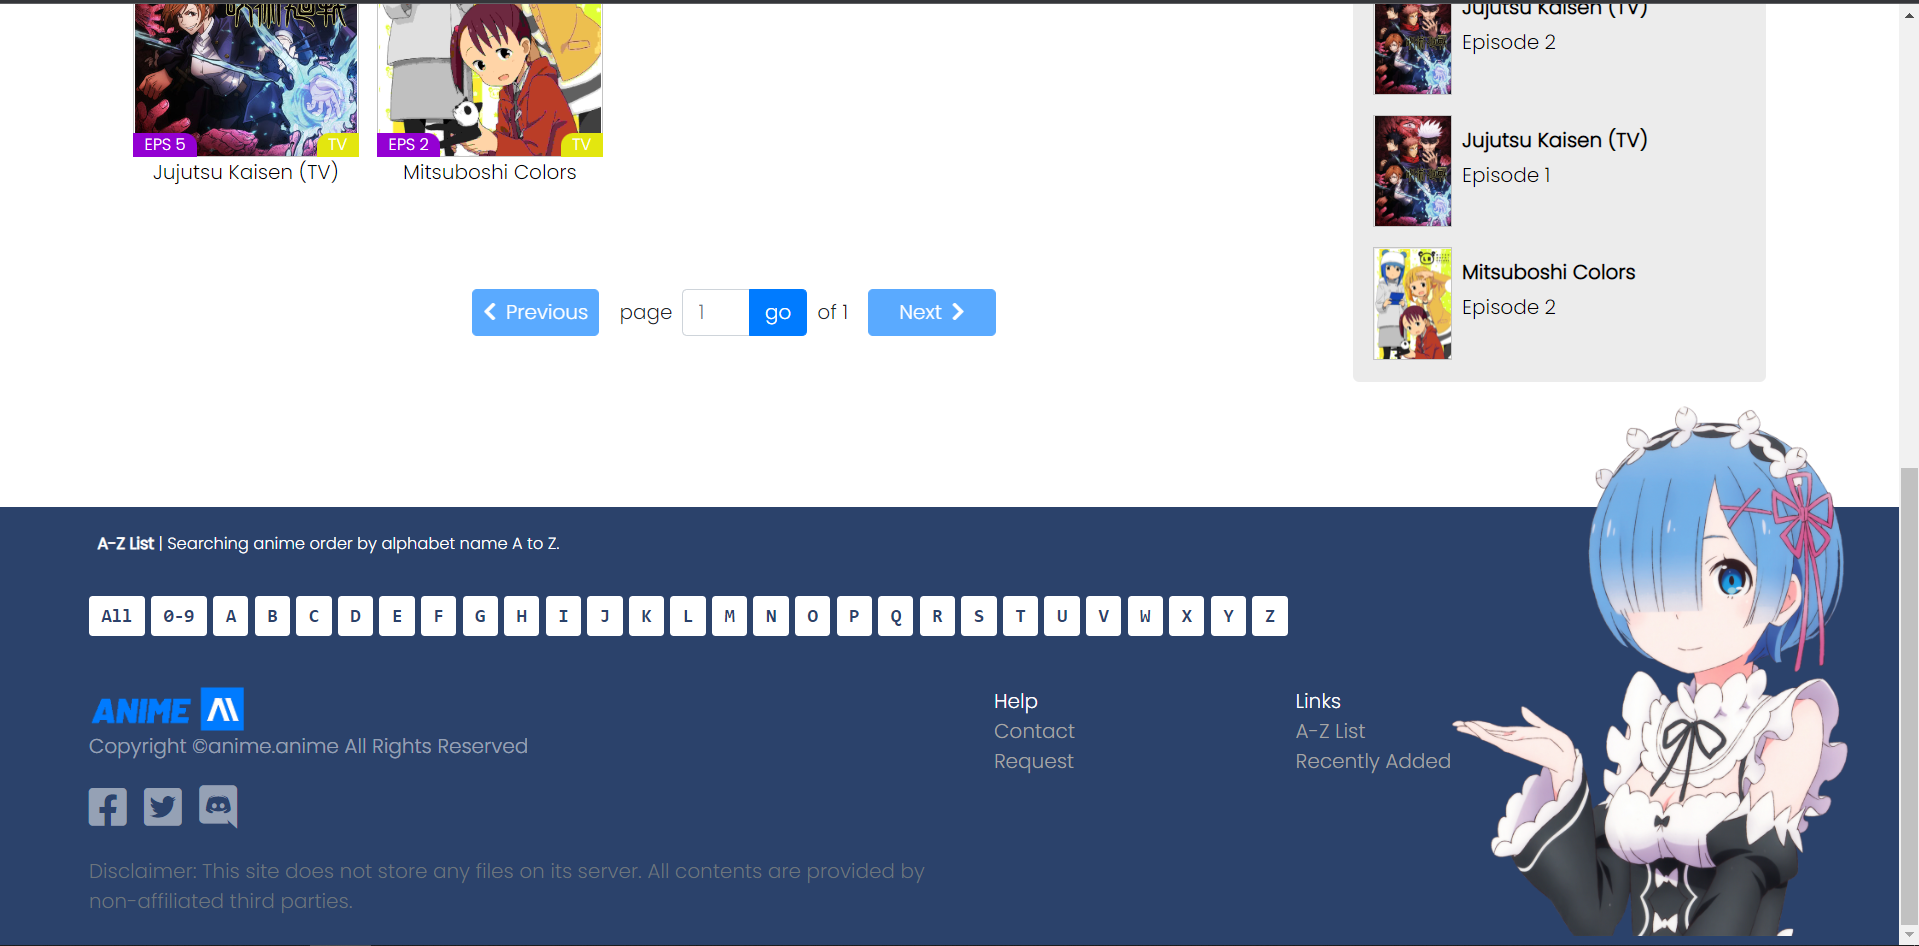 呪術廻戦
EPS 5
TV
Jujutsu Kaisen (TV)
EPS 2
TV
Mitsuboshi Colors
Previous
page
1
go
of 1
Next
Jujutsu Kaisen (TV)
Episode 2
Jujutsu Kaisen (TV)
Episode 1
Mitsuboshi Colors
Episode 2
A-Z List | Searching anime order by alphabet name A to Z.
All 0-9 A B C D E F G H I J K L M N O P Q R S T U V W X Y Z
ANIME
Copyright ©anime.anime All Rights Reserved
Help
Contact
Request
Links
A-Z List
Recently Added
Disclaimer: This site does not store any files on its server. All contents are provided by
non-affiliated third parties.